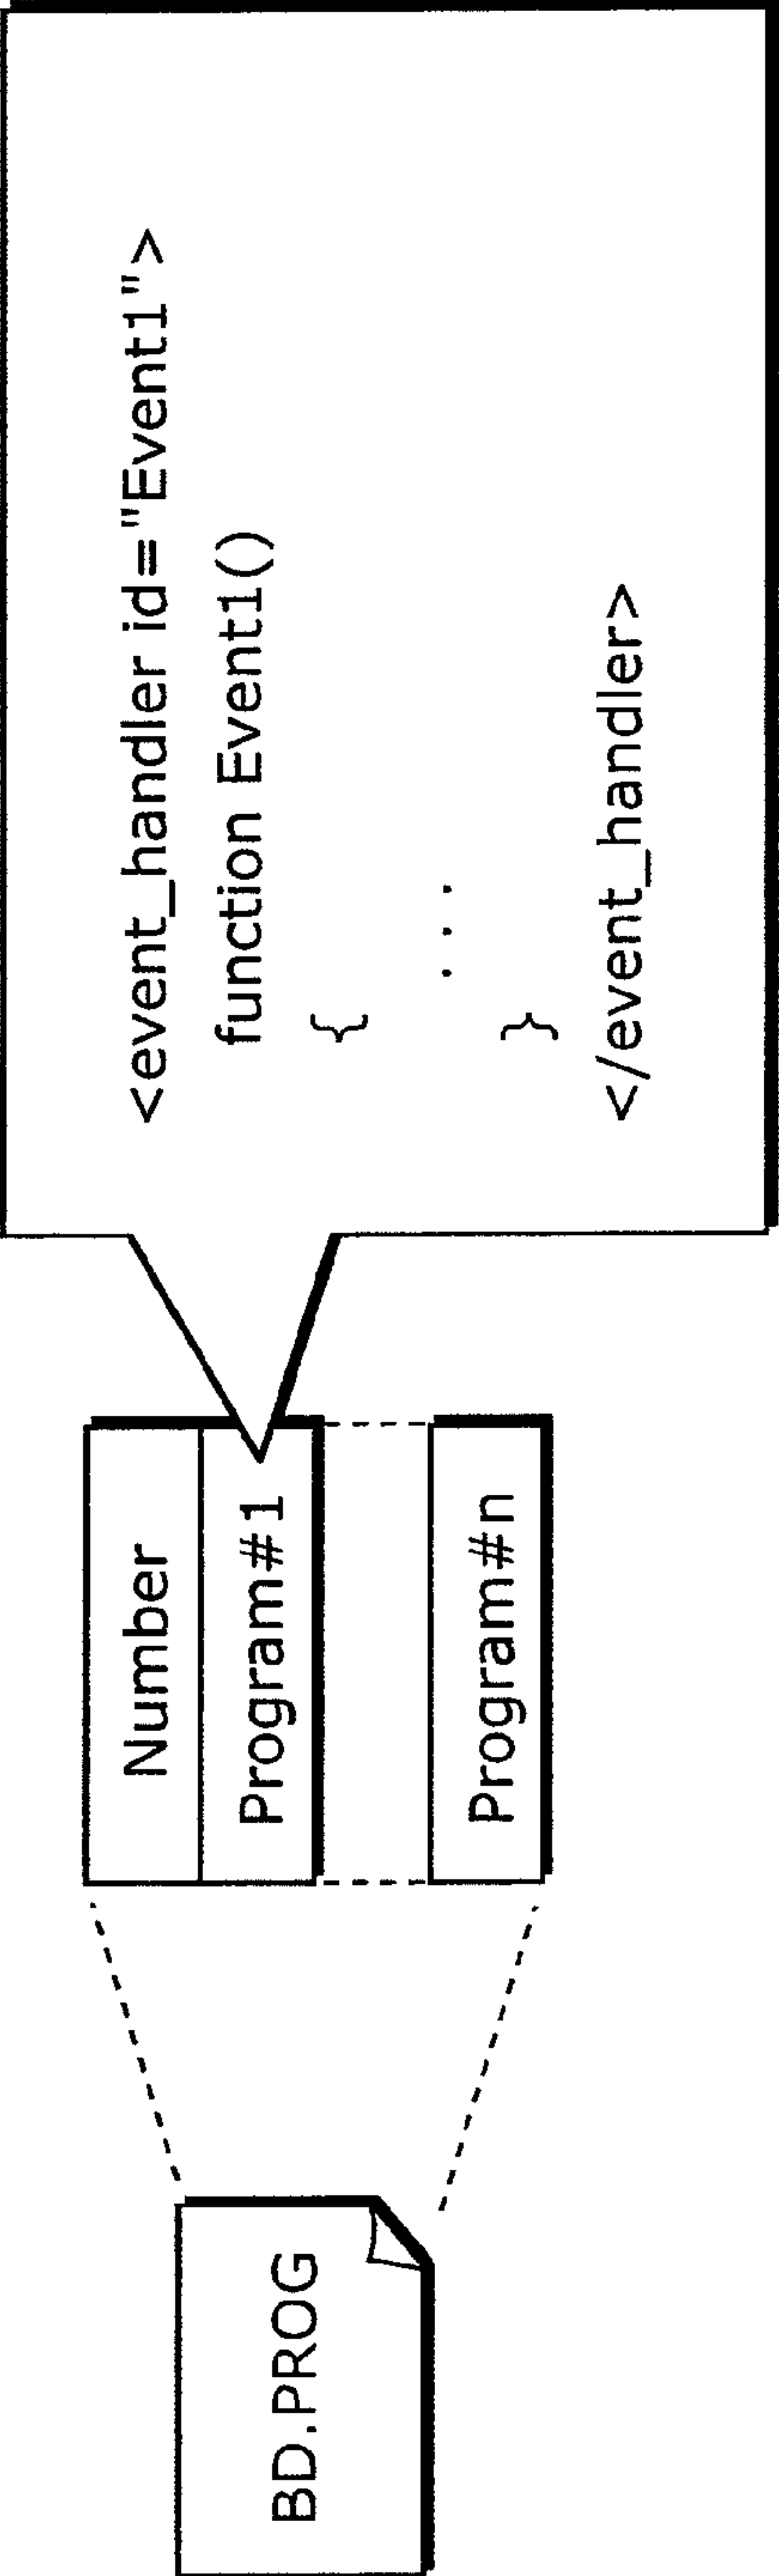 BD.PROG
Number
Program#1
Program#n
<event_handler id="Event1">
function Event1()
{
...
}
</event_handler>